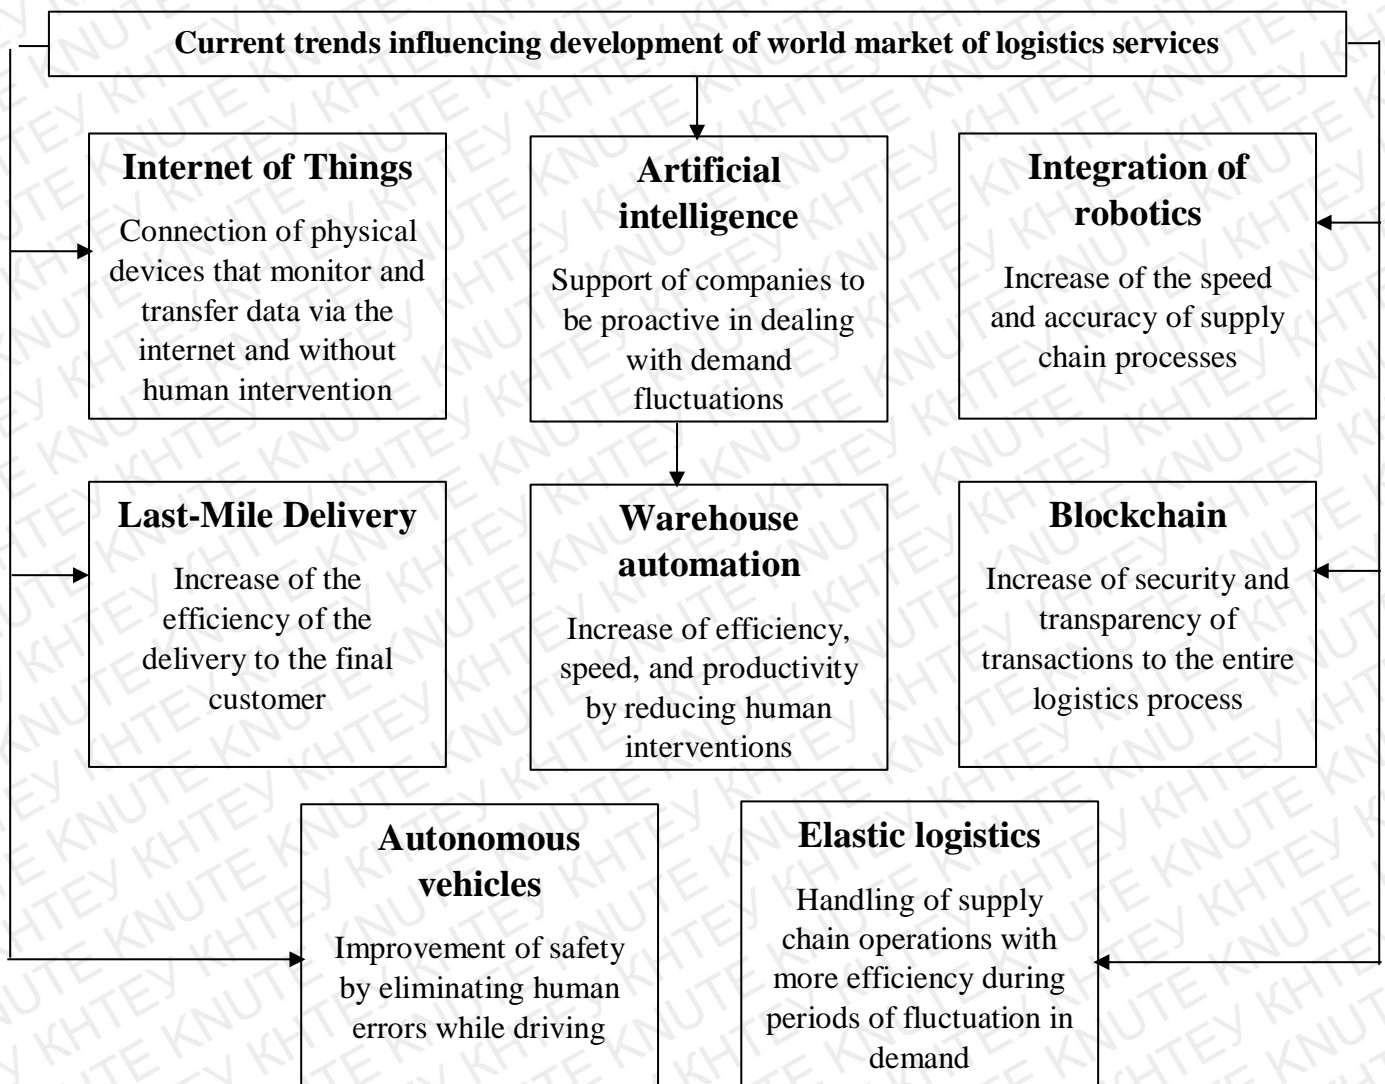 Current trends influencing development of world market of logistics services
Internet of Things
Connection of physical
devices that monitor and
transfer data via the
internet and without
human intervention
Artificial
intelligence
Support of companies to
be proactive in dealing
with demand
fluctuations
Integration of
robotics
Increase of the speed
and accuracy of supply
chain processes
Last-Mile Delivery
Increase of the
efficiency of the
delivery to the final
customer
Warehouse
automation
Increase of efficiency,
speed, and productivity
by reducing human
interventions
Blockchain
Increase of security and
transparency of
transactions to the entire
logistics process
Autonomous
vehicles
Improvement of safety
by eliminating human
errors while driving
Elastic logistics
Handling of supply
chain operations with
more efficiency during
periods of fluctuation in
demand